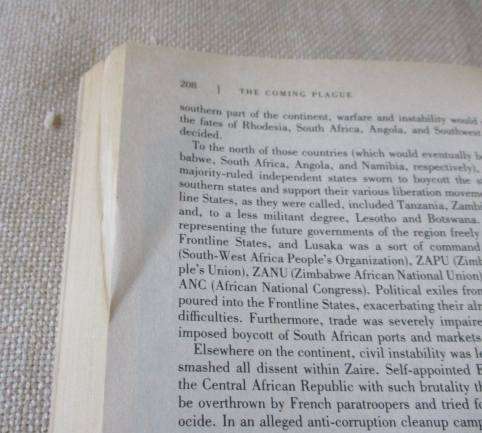 208 | THE COMING PLAGUE
southern part of the continent, warfare and instability would
the fates of Rhodesia, South Africa, Angola, and Southwest
decided.
To the north of those countries (which would eventually
babwe, South Africa, Angola, and Namibia, respectively),
majority-ruled independent states sworn to boycott the
southern states and support their various liberation
line States, as they were called, included Tanzania,
and, to a less militant degree, Lesotho and Botswana.
representing the future governments of the region freely
Frontline States, and Lusaka was a sort of command
(South-West Africa People's Organization), ZAPU
ple's Union), ZANU (Zimbabwe African National Union)
ANC (African National Congress). Political exiles from
poured into the Frontline States, exacerbating their
difficulties. Furthermore, trade was severely
imposed boycott of South African ports and markets
Elsewhere on the continent, civil instability was
smashed all dissent within Zaire. Self-appointed
the Central African Republic with such brutality
be overthrown by French paratroopers and tried
ocide. In an alleged anti-corruption cleanup